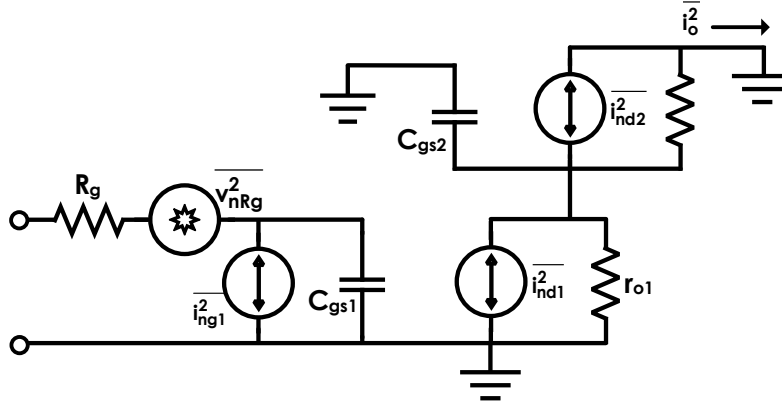 i_o^2
i_nd2^2
C_gs2
R_g
v_nRg^2
i_ng1^2
C_gs1
i_nd1^2
r_o1